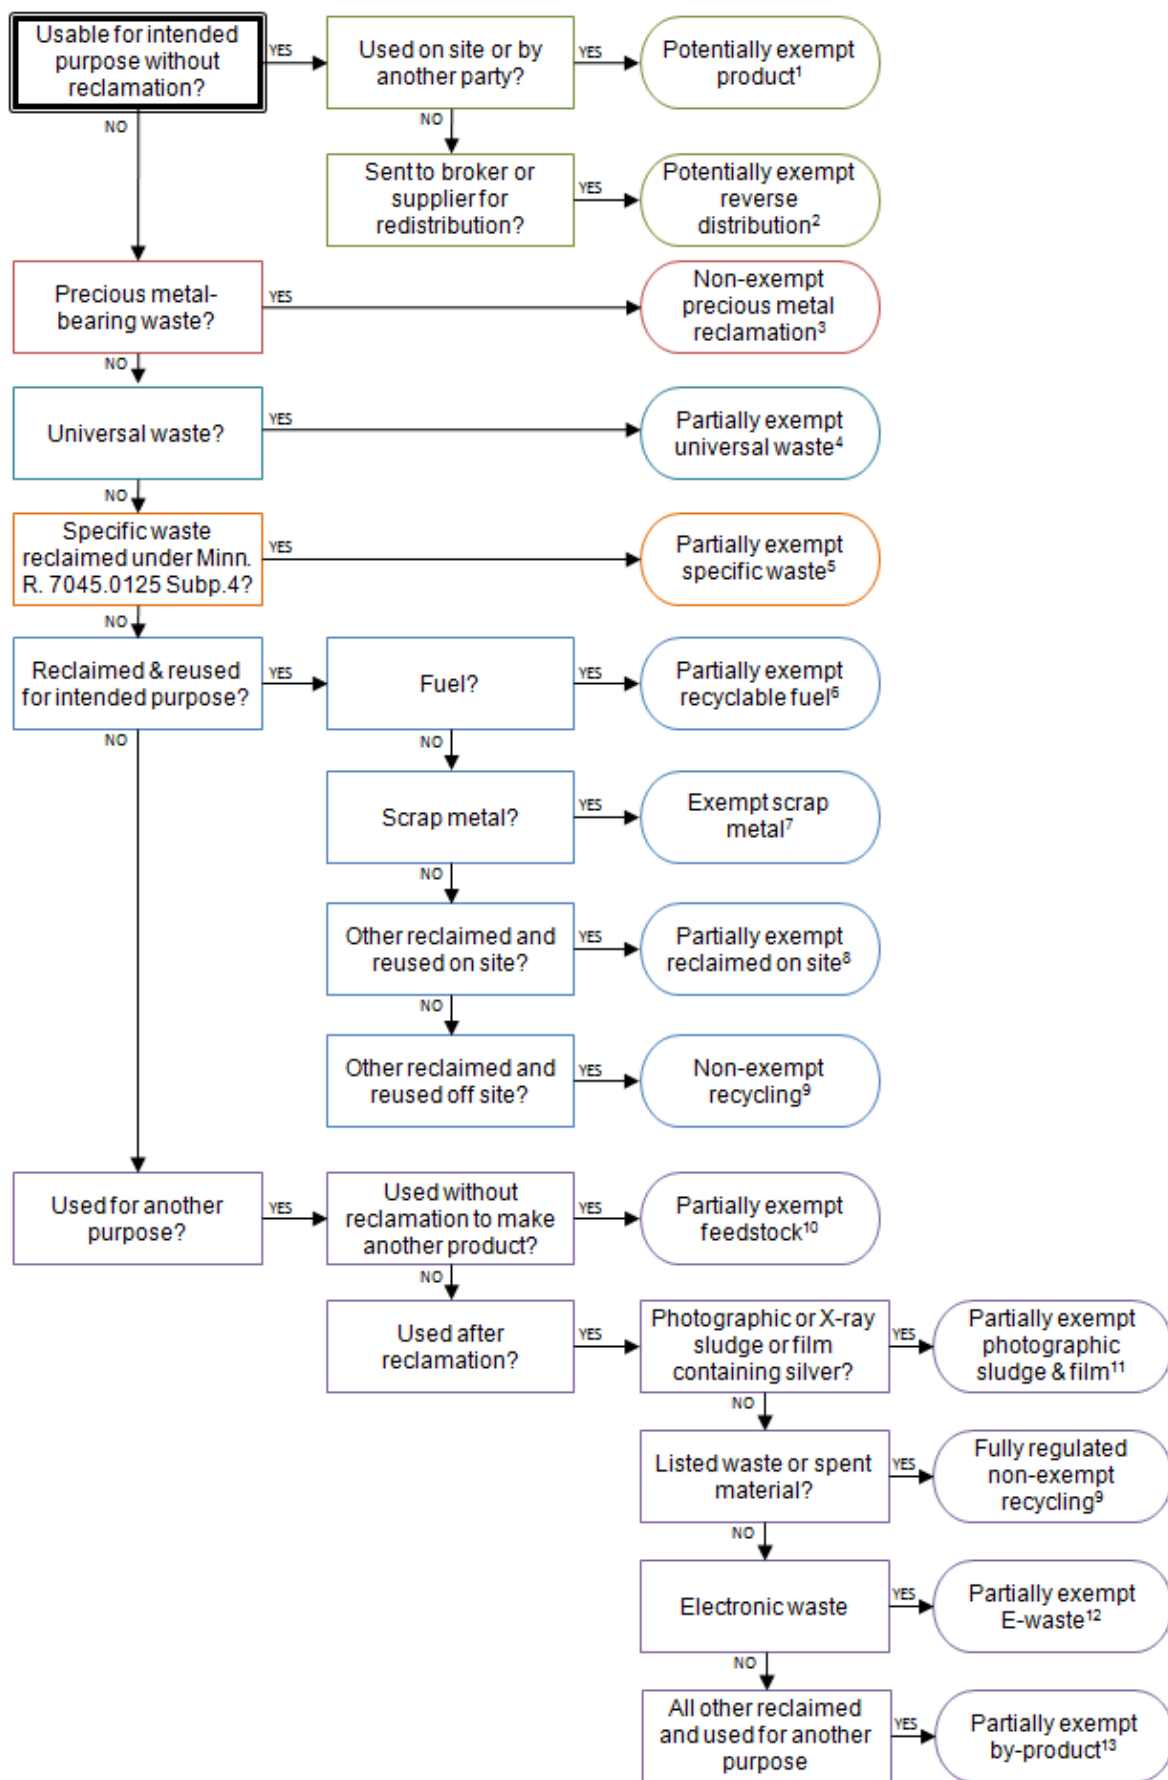 Usable for intended
purpose without
reclamation?
YES
Used on site or by
another party?
YES
Potentially exempt
product¹
NO
NO
Sent to broker or
supplier for
redistribution?
YES
Potentially exempt
reverse
distribution²
Precious metal-
bearing waste?
YES
Non-exempt
precious metal
reclamation³
NO
Universal waste?
YES
Partially exempt
universal waste⁴
NO
Specific waste
reclaimed under Minn.
R. 7045.0125 Subp.4?
YES
Partially exempt
specific waste⁵
NO
Reclaimed & reused
for intended purpose?
YES
Fuel?
YES
Partially exempt
recyclable fuel⁶
NO
NO
Scrap metal?
YES
Exempt scrap
metal⁷
NO
Other reclaimed and
reused on site?
YES
Partially exempt
reclaimed on site⁸
NO
Other reclaimed and
reused off site?
YES
Non-exempt
recycling⁹
Used for another
purpose?
YES
Used without
reclamation to make
another product?
YES
Partially exempt
feedstock¹⁰
NO
Used after
reclamation?
YES
Photographic or X-ray
sludge or film
containing silver?
YES
Partially exempt
photographic
sludge & film¹¹
NO
Listed waste or spent
material?
YES
Fully regulated
non-exempt
recycling⁹
NO
Electronic waste
YES
Partially exempt
E-waste¹²
NO
All other reclaimed
and used for another
purpose
YES
Partially exempt
by-product¹³